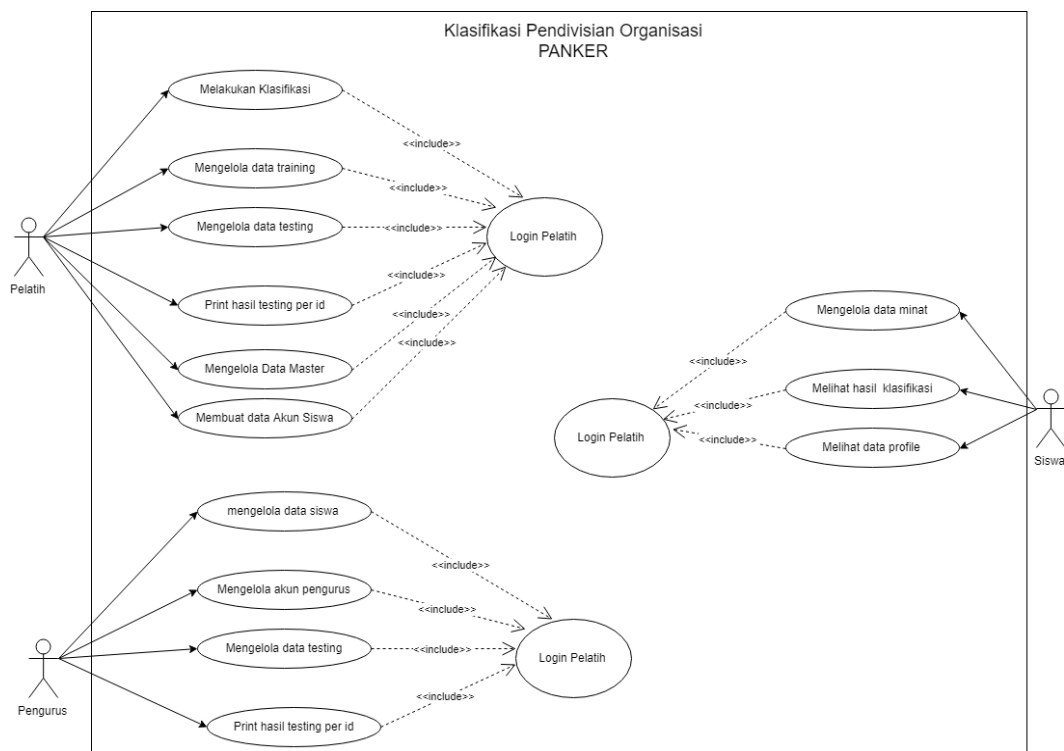 Klasifikasi Pendivisian Organisasi
PANKER
Melakukan Klasifikasi
<<include>>
Mengelola data training
<<include>>
Mengelola data testing
<<include>>
Login Pelatih
Pelatih
Print hasil testing per id
<<include>>
Mengelola Data Master
<<include>>
Membuat data Akun Siswa
<<include>>
Mengelola data minat
<<include>>
Melihat hasil klasifikasi
<<include>>
Login Pelatih
Melihat data profile
<<include>>
Siswa
mengelola data siswa
<<include>>
Mengelola akun pengurus
<<include>>
Mengelola data testing
<<include>>
Login Pelatih
Pengurus
Print hasil testing per id
<<include>>